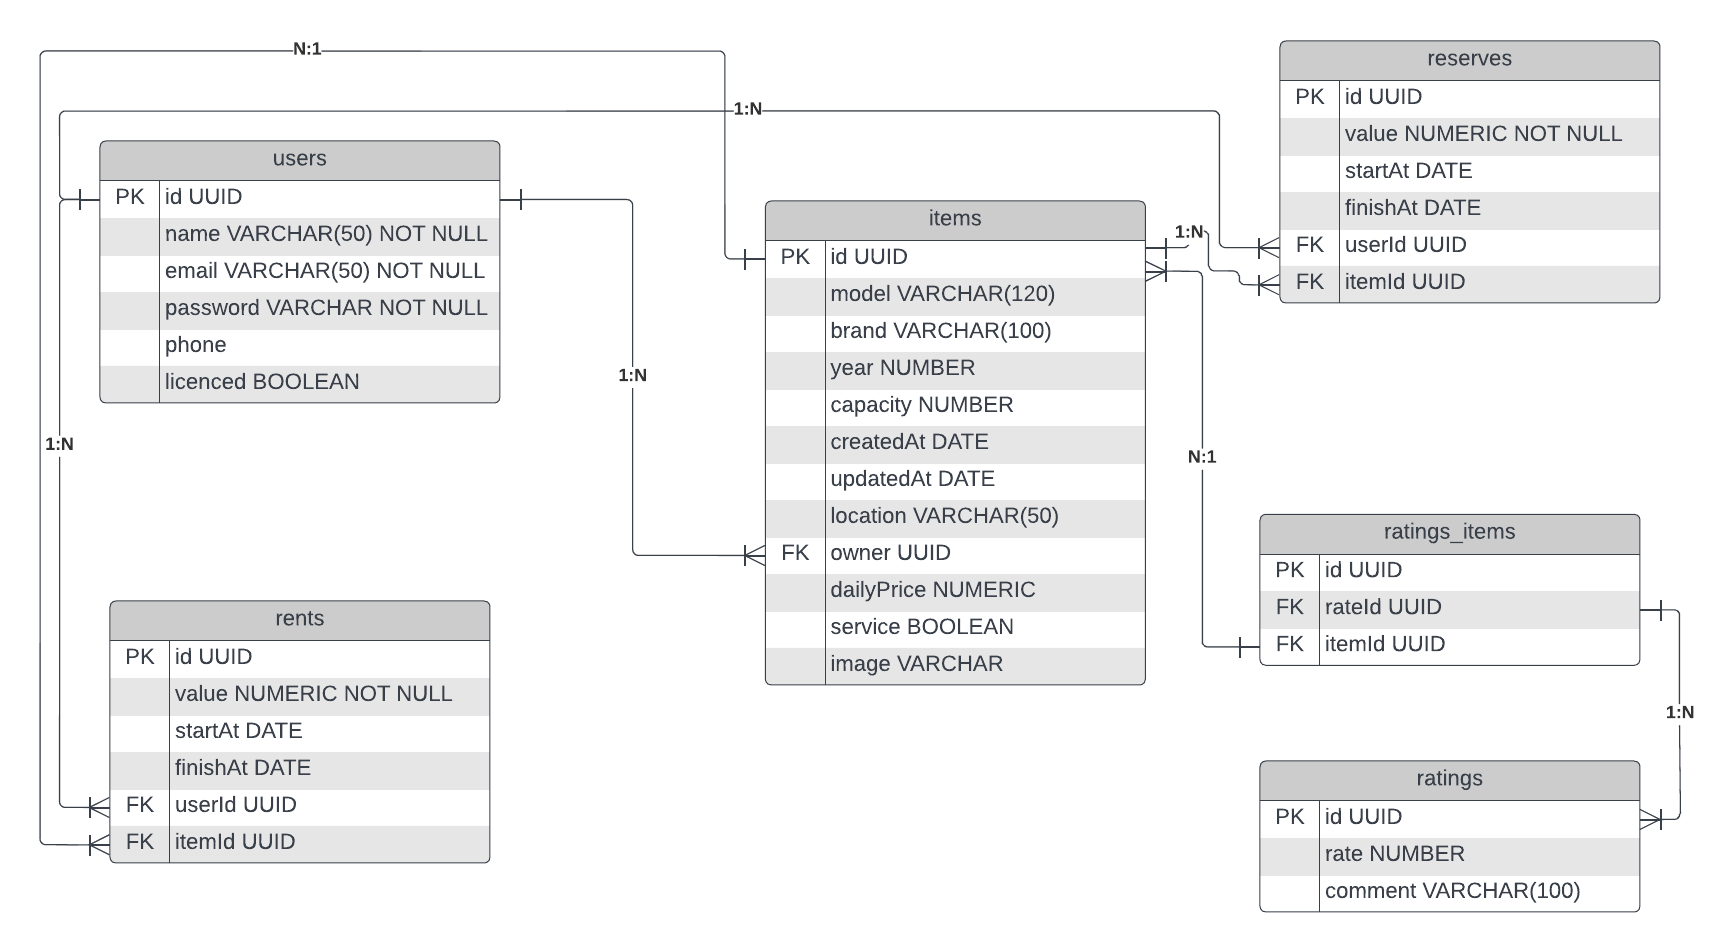 N:1
1:N
users
PK id UUID
name VARCHAR(50) NOT NULL
email VARCHAR(50) NOT NULL
password VARCHAR NOT NULL
phone
licenced BOOLEAN
1:N
1:N
rents
PK id UUID
value NUMERIC NOT NULL
startAt DATE
finishAt DATE
FK userId UUID
FK itemId UUID
items
PK id UUID
model VARCHAR(120)
brand VARCHAR(100)
year NUMBER
capacity NUMBER
createdAt DATE
updatedAt DATE
location VARCHAR(50)
FK owner UUID
dailyPrice NUMERIC
service BOOLEAN
image VARCHAR
1:N
N:1
reserves
PK id UUID
value NUMERIC NOT NULL
startAt DATE
finishAt DATE
FK userId UUID
FK itemId UUID
ratings_items
PK id UUID
FK rateId UUID
FK itemId UUID
1:N
ratings
PK id UUID
rate NUMBER
comment VARCHAR(100)